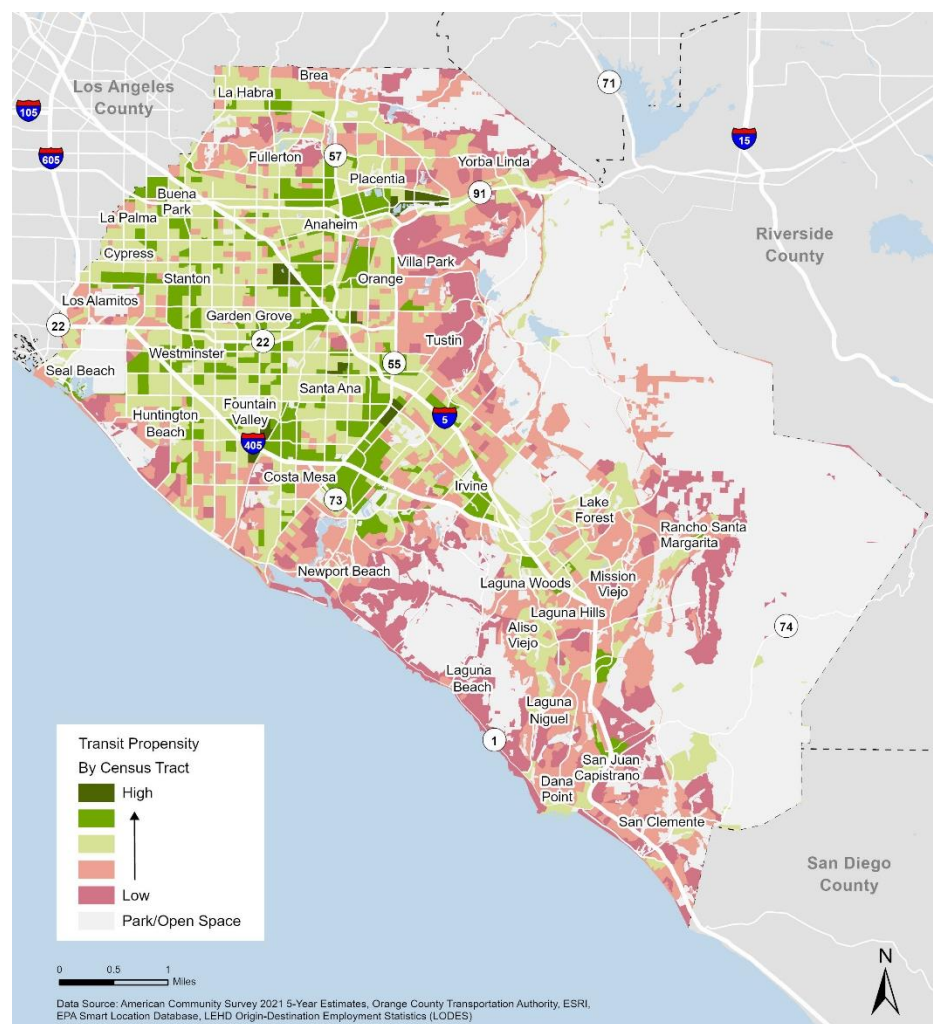 Los Angeles
County
105
605
71
15
Brea
La Habra
Fullerton
57
Placentia
Yorba Linda
91
Buena
Park
La Palma
Anaheim
Riverside
County
Cypress
Villa Park
Stanton
Orange
Los Alamitos
22
Garden Grove
22
Tustin
Westminster
55
Seal Beach
Santa Ana
5
Huntington
Beach
Fountain
Valley
405
Costa Mesa
73
Irvine
Lake
Forest
Rancho Santa
Margarita
Newport Beach
Laguna Woods
Mission
Viejo
Laguna Hills
Aliso
Viejo
74
Laguna
Beach
Laguna
Niguel
1
San Juan
Capistrano
Dana
Point
San Clemente
San Diego
County
Transit Propensity
By Census Tract
High
Low
Park/Open Space
0 0.5 1
Miles
N
Data Source: American Community Survey 2021 5-Year Estimates, Orange County Transportation Authority, ESRI,
EPA Smart Location Database, LEHD Origin-Destination Employment Statistics (LODES)